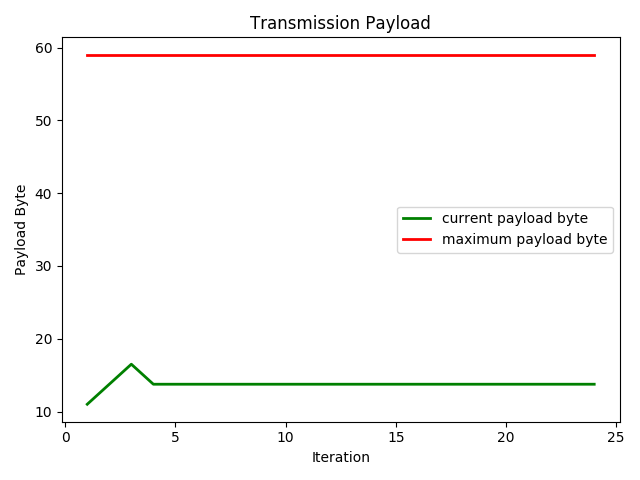 Transmission Payload
60
50
40
30
20
10
Payload Byte
current payload byte
maximum payload byte
0
5
10
15
20
25
Iteration